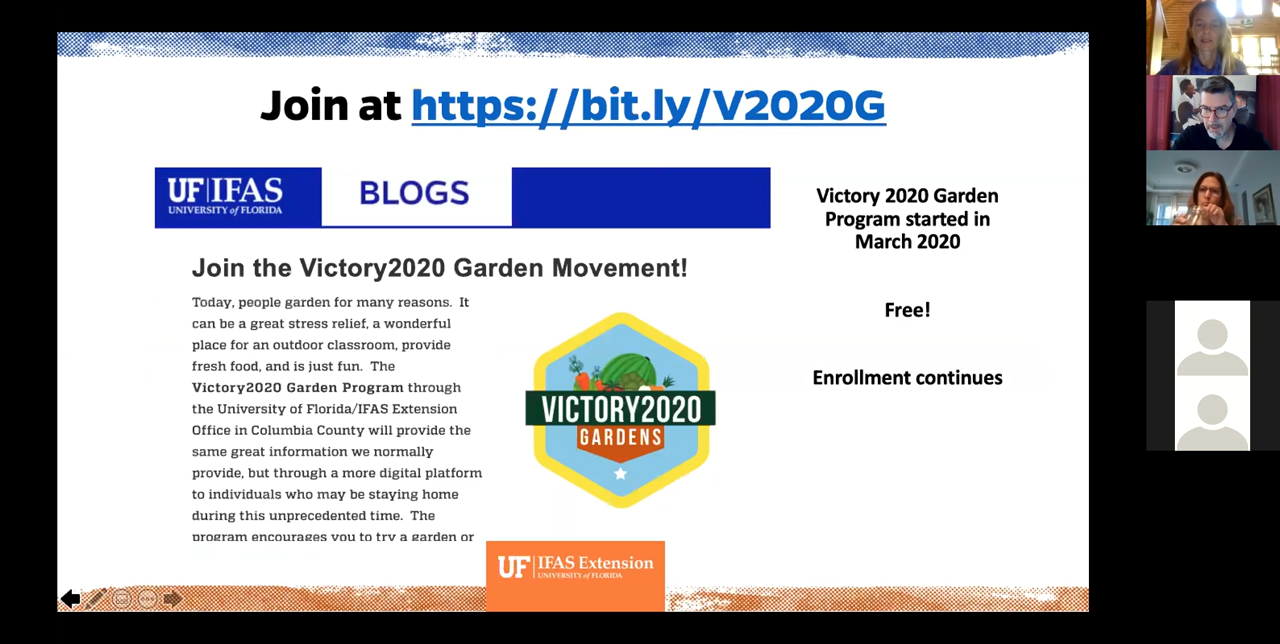 Join at https://bit.ly/V2020G
UF|IFAS
UNIVERSITY of FLORIDA
BLOGS
Join the Victory2020 Garden Movement!
Today, people garden for many reasons. It
can be a great stress relief, a wonderful
place for an outdoor classroom, provide
fresh food, and is just fun. The
Victory2020 Garden Program through
the University of Florida/IFAS Extension
Office in Columbia County will provide the
same great information we normally
provide, but through a more digital platform
to individuals who may be staying home
during this unprecedented time. The
program encourages you to try a garden or
VICTORY2020
GARDENS
Victory 2020 Garden
Program started in
March 2020
Free!
Enrollment continues
UF|IFAS Extension
UNIVERSITY of FLORIDA